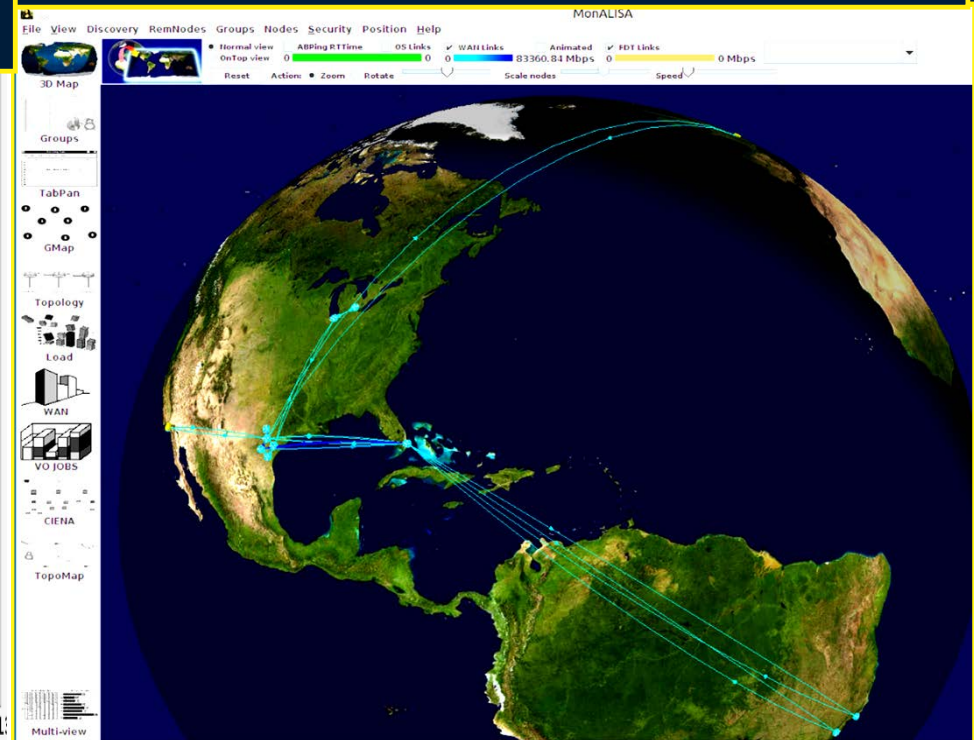 MonALISA
File View Discovery RemNodes Groups Nodes Security Position Help
Normal view ABPing RTTime OS Links ✔ WAN Links Animated ✔ FDT Links
OnTop view 0 0 0 83360.84 Mbps 0 0 Mbps
Reset Action: Zoom Rotate Scale nodes Speed
3D Map
Groups
TabPan
GMap
Topology
Load
WAN
VO JOBS
CIENA
TopoMap
Multi-view